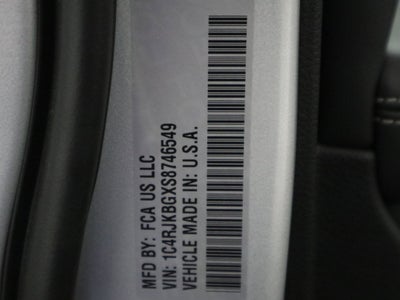 MFD BY: FCA US LLC
VIN: 1C4RJKBGXS8746549
VEHICLE MADE IN: U.S.A.